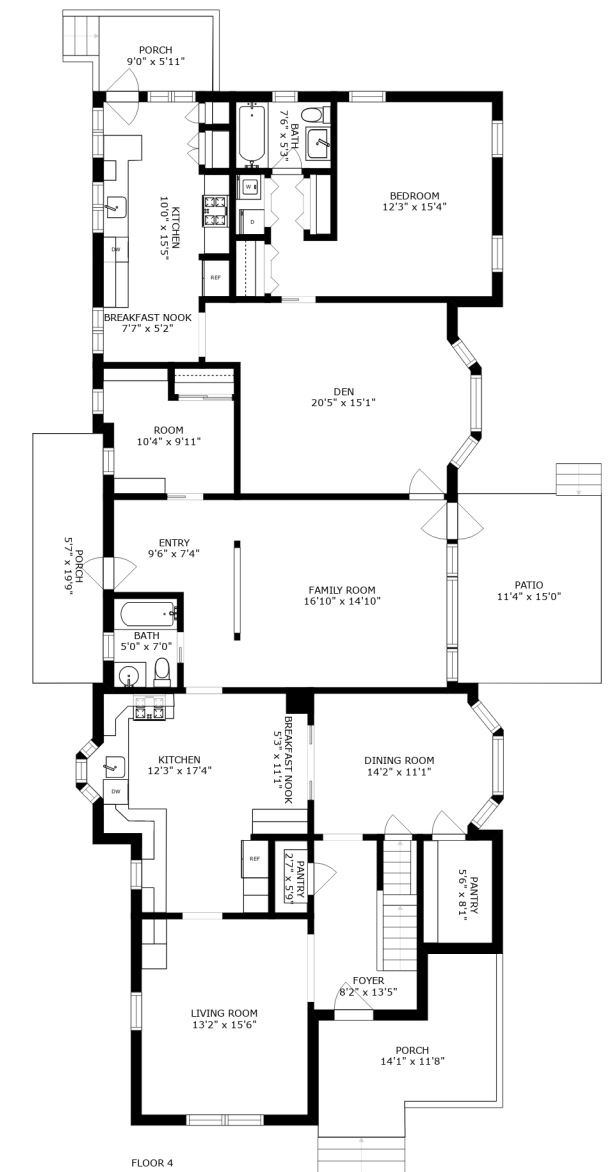 PORCH
9'0" x 5'11"
BATH
7'6" x 5'3"
BEDROOM
12'3" x 15'4"
W
D
KITCHEN
10'0" x 15'5"
DW
REF
BREAKFAST NOOK
7'7" x 5'2"
DEN
20'5" x 15'1"
ROOM
10'4" x 9'11"
PORCH
5'7" x 19'9"
ENTRY
9'6" x 7'4"
FAMILY ROOM
16'10" x 14'10"
PATIO
11'4" x 15'0"
BATH
5'0" x 7'0"
KITCHEN
12'3" x 17'4"
DW
BREAKFAST NOOK
5'3" x 11'1"
DINING ROOM
14'2" x 11'1"
REF
PANTRY
2'7" x 5'9"
PANTRY
5'6" x 8'1"
FOYER
8'2" x 13'5"
LIVING ROOM
13'2" x 15'6"
PORCH
14'1" x 11'8"
FLOOR 4